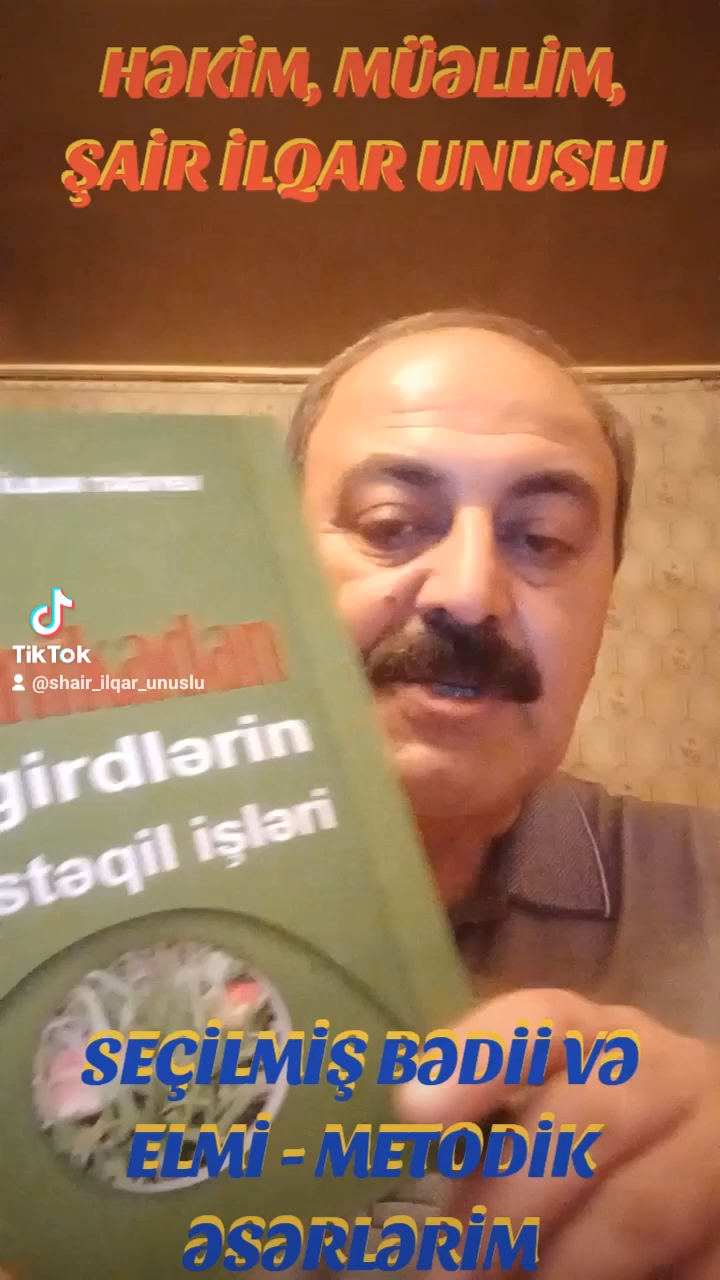 HƏKİM, MÜƏLLİM,
ŞAİR İLQAR UNUSLU
girdlərin
stəqil işləri
TikTok
@shair_ilqar_unuslu
SEÇİLMİŞ BƏDİİ VƏ
ELMİ - METODİK
ƏSƏRLƏRİM